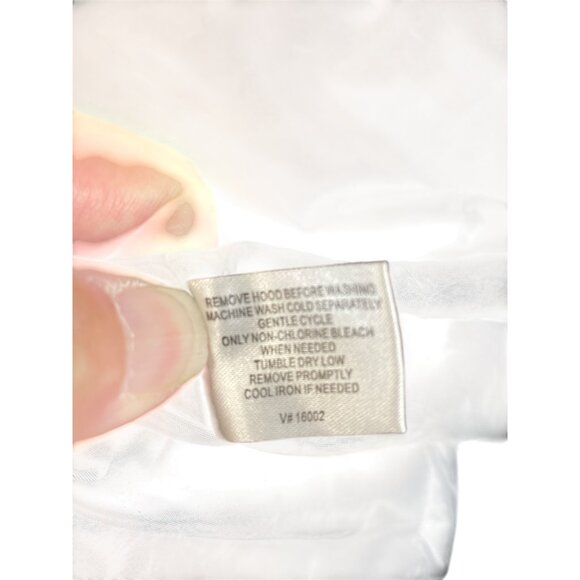 REMOVE HOOD BEFORE WASHING
MACHINE WASH COLD SEPARATELY
GENTLE CYCLE
ONLY NON-CHLORINE BLEACH
WHEN NEEDED
TUMBLE DRY LOW
REMOVE PROMPTLY
COOL IRON IF NEEDED
V# 16002